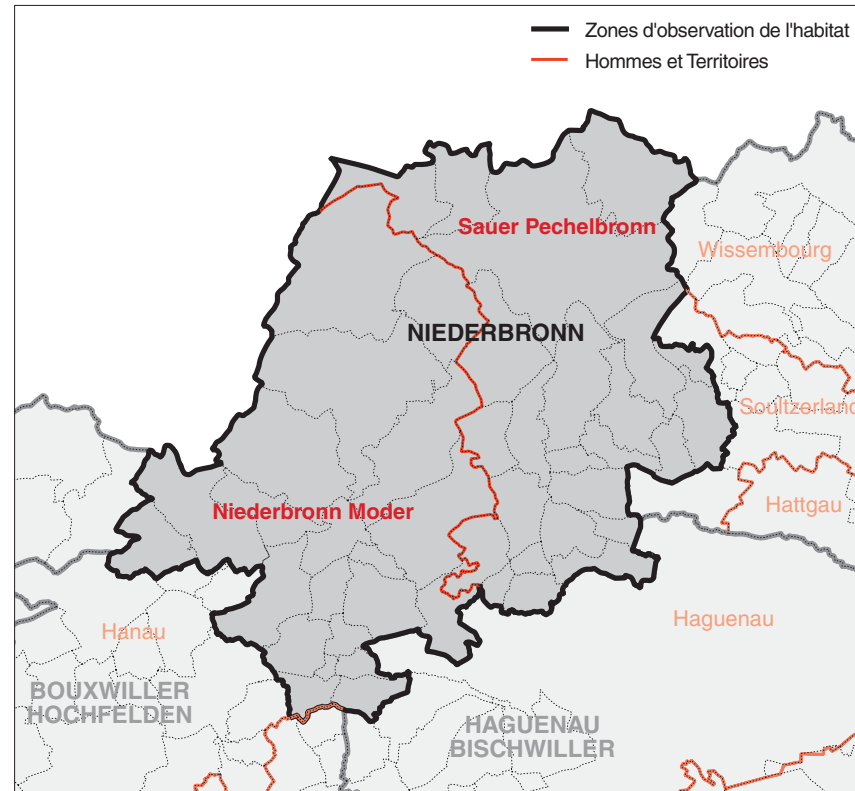 Zones d'observation de l'habitat
Hommes et Territoires
Sauer Pechelbronn
Wissembourg
NIEDERBRONN
Soultzerland
Niederbronn Moder
Hattgau
Hanau
Haguenau
BOUXWILLER
HOCHFELDEN
HAGUENAU
BISCHWILLER